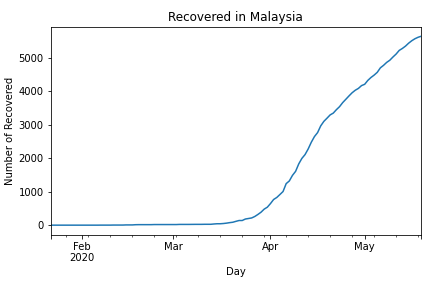 Recovered in Malaysia
Number of Recovered
5000
4000
3000
2000
1000
0
Feb
2020
Mar
Apr
May
Day